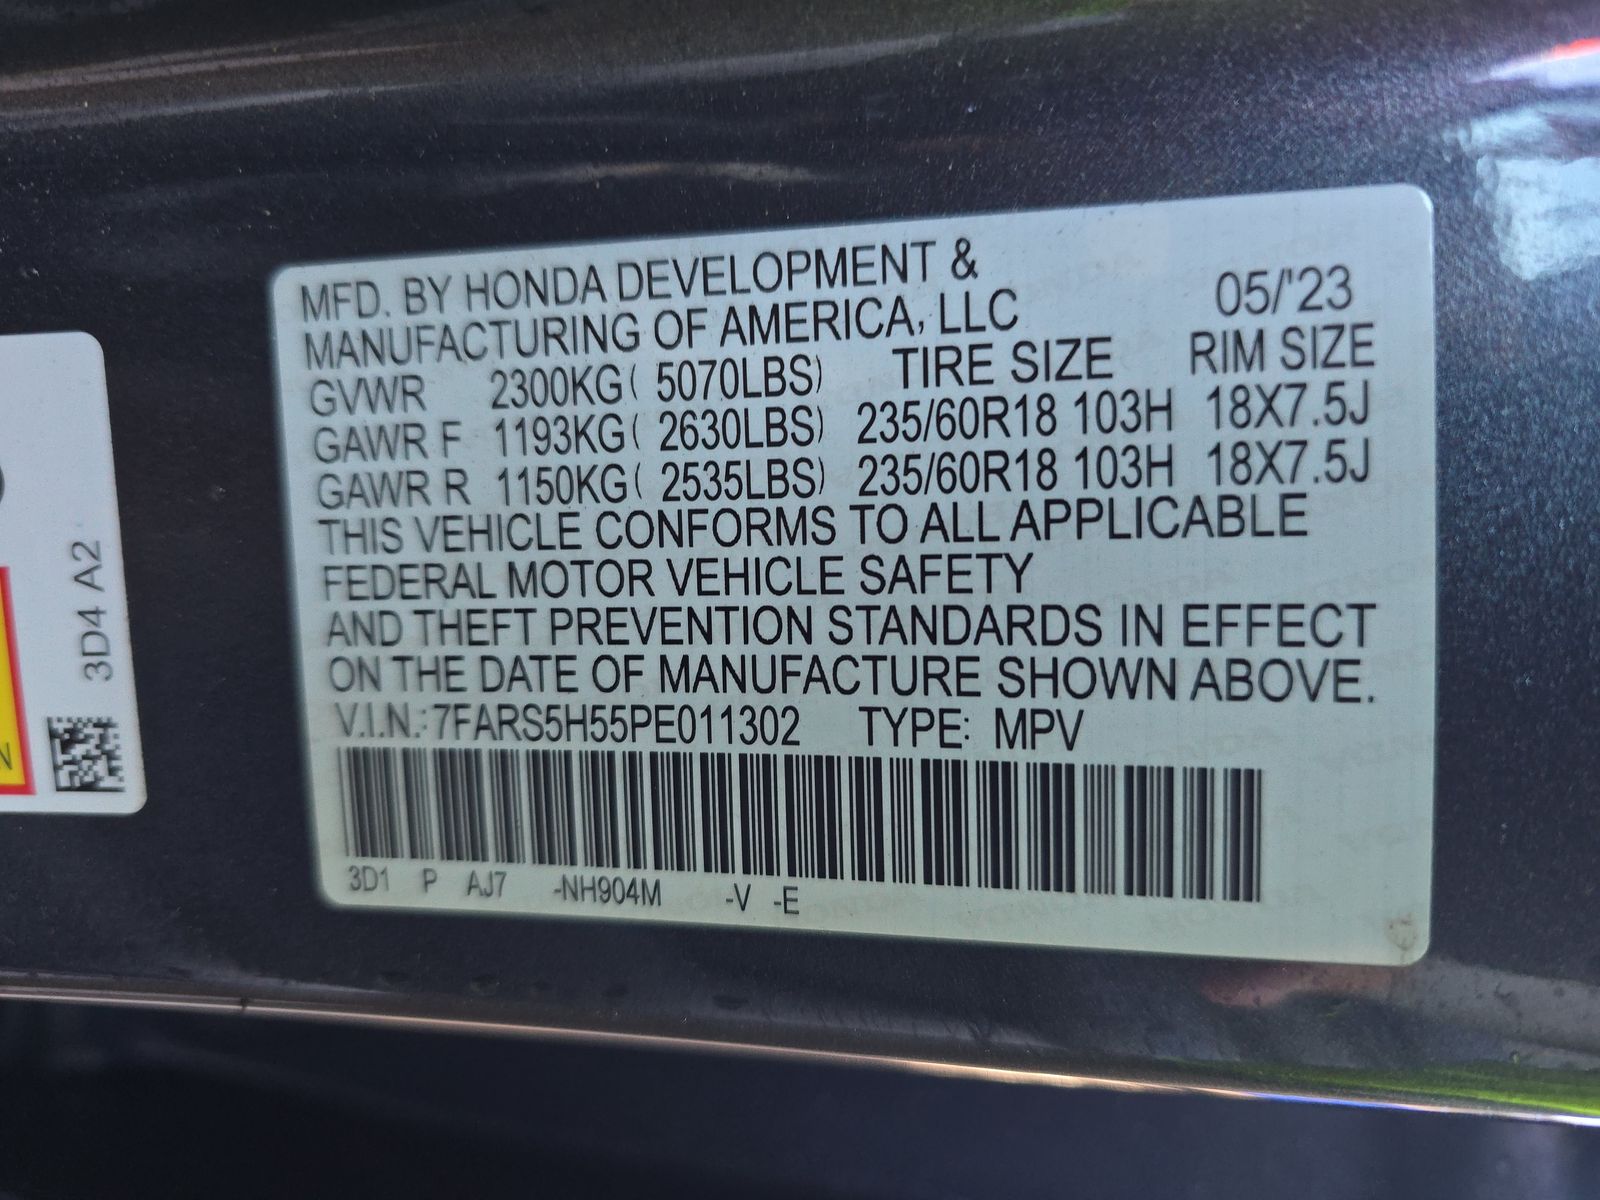 MFD. BY HONDA DEVELOPMENT &
MANUFACTURING OF AMERICA, LLC 05/'23
GVWR 2300KG( 5070LBS) TIRE SIZE RIM SIZE
GAWR F 1193KG( 2630LBS) 235/60R18 103H 18X7.5J
GAWR R 1150KG( 2535LBS) 235/60R18 103H 18X7.5J
THIS VEHICLE CONFORMS TO ALL APPLICABLE
FEDERAL MOTOR VEHICLE SAFETY
AND THEFT PREVENTION STANDARDS IN EFFECT
ON THE DATE OF MANUFACTURE SHOWN ABOVE.
V.I.N.: 7FARS5H55PE011302 TYPE: MPV
3D1 P AJ7 -NH904M -V -E
3D4 A2
N